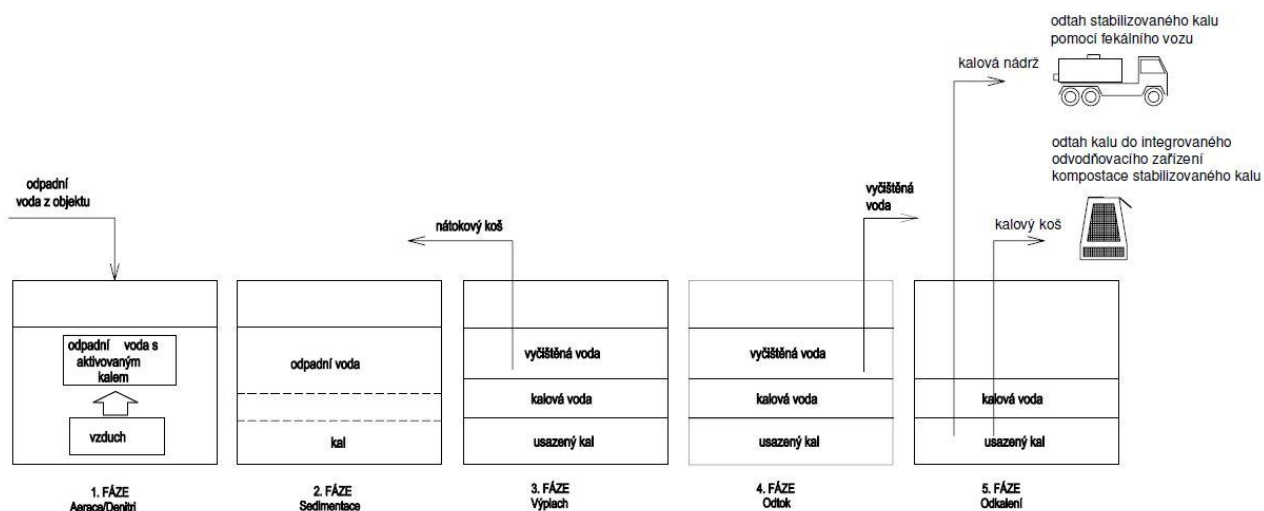 odtah stabilizovaného kalu
pomocí fekálního vozu
kalová nádrž
odtah kalu do integrovaného
odvodňovacího zařízení
kompostace stabilizovaného kalu
odpadní
voda z objektu
vyčištěná
voda
nátokový koš
kalový koš
odpadní voda s
aktivovaným
kalem
vzduch
odpadní voda
kal
vyčištěná voda
kalová voda
usazený kal
vyčištěná voda
kalová voda
usazený kal
kalová voda
usazený kal
1. FÁZE
Aerace/Denitri
2. FÁZE
Sedimentace
3. FÁZE
Výplach
4. FÁZE
Odtok
5. FÁZE
Odkalení